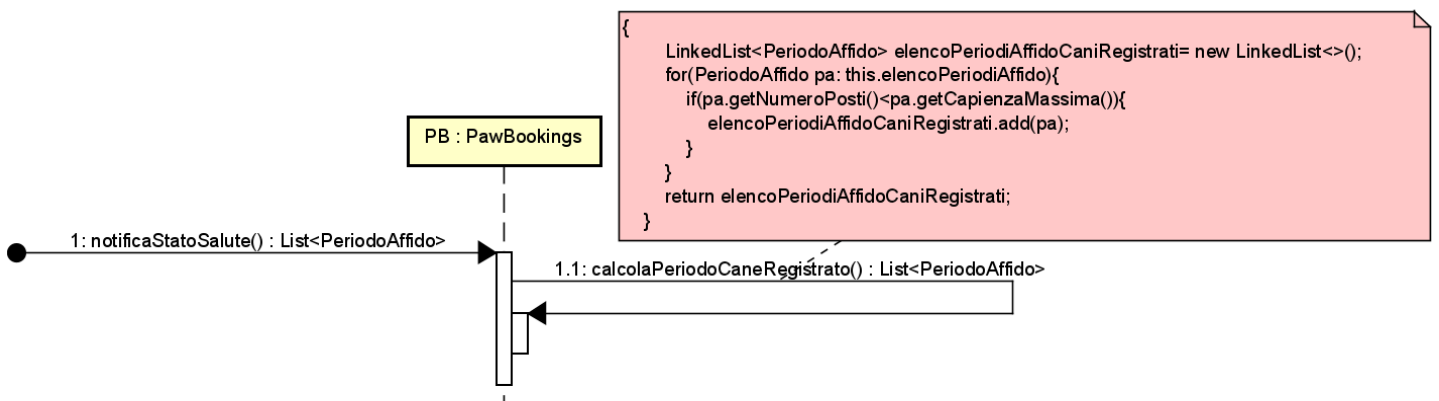 {
LinkedList<PeriodoAffido> elencoPeriodiAffidoCaniRegistrati= new LinkedList<>();
for(PeriodoAffido pa: this.elencoPeriodiAffido){
if(pa.getNumeroPosti()<pa.getCapienzaMassima()){
elencoPeriodiAffidoCaniRegistrati.add(pa);
}
}
return elencoPeriodiAffidoCaniRegistrati;
}
PB : PawBookings
1: notificaStatoSalute() : List<PeriodoAffido>
1.1: calcolaPeriodoCaneRegistrato() : List<PeriodoAffido>